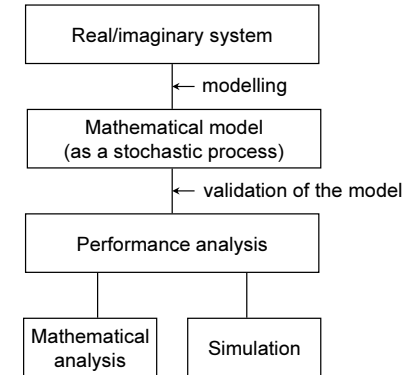 Real/imaginary system
modelling
Mathematical model
(as a stochastic process)
validation of the model
Performance analysis
Mathematical
analysis
Simulation